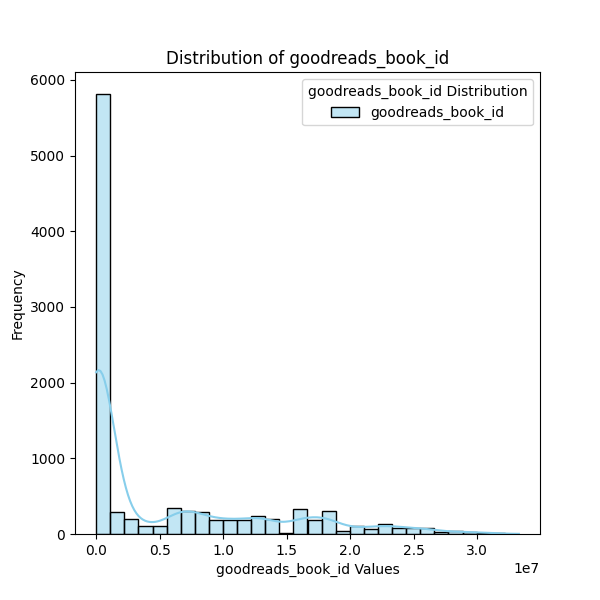 Distribution of goodreads_book_id
goodreads_book_id Distribution
goodreads_book_id
6000
5000
4000
3000
2000
1000
0
Frequency
0.0 0.5 1.0 1.5 2.0 2.5 3.0
1e7
goodreads_book_id Values